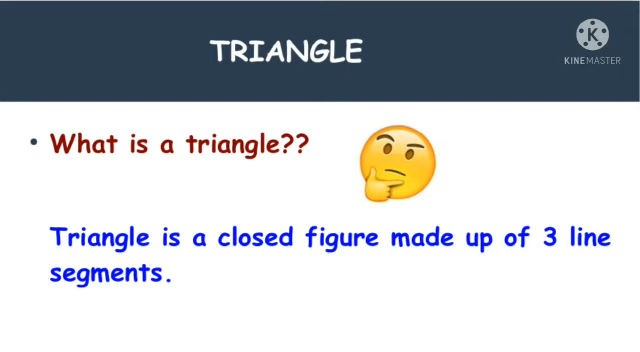 TRIANGLE
K
KINEMASTER
• What is a triangle??
Triangle is a closed figure made up of 3 line
segments.